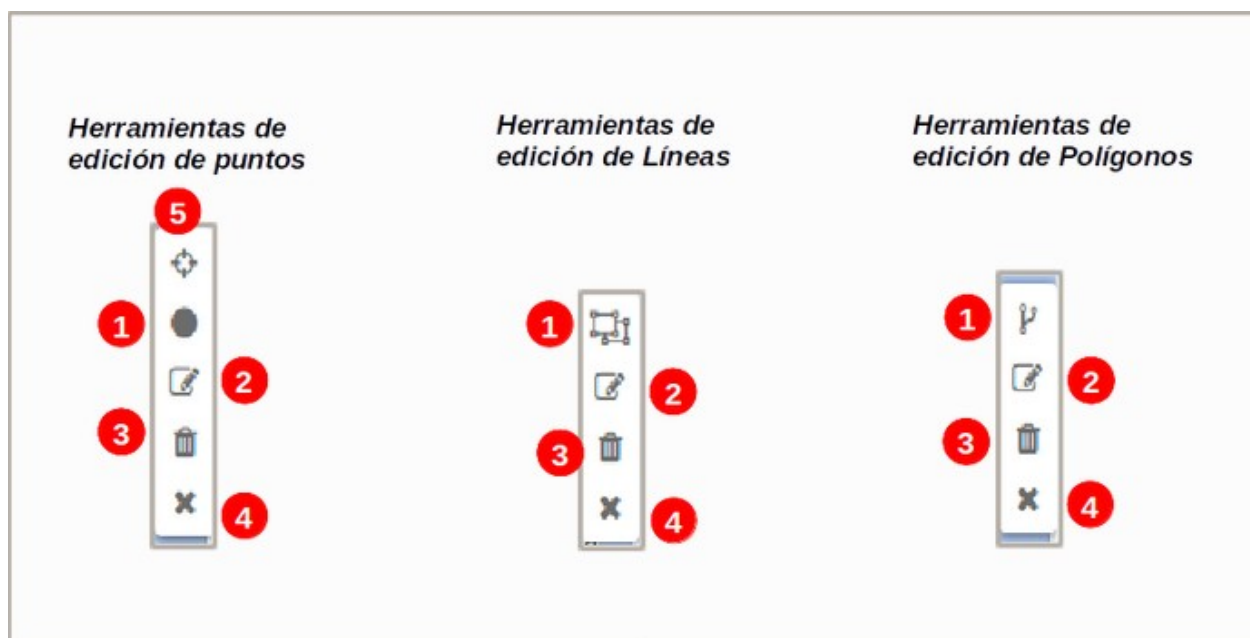 Herramientas de
edición de puntos
5
1
2
3
4
Herramientas de
edición de Líneas
1
2
3
4
Herramientas de
edición de Polígonos
1
2
3
4